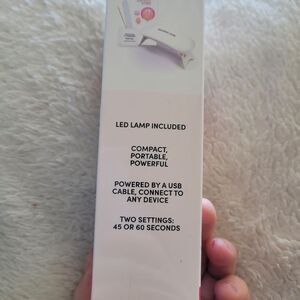 LED LAMP INCLUDED
COMPACT,
PORTABLE,
POWERFUL
POWERED BY A USB
CABLE, CONNECT TO
ANY DEVICE
TWO SETTINGS:
45 OR 60 SECONDS